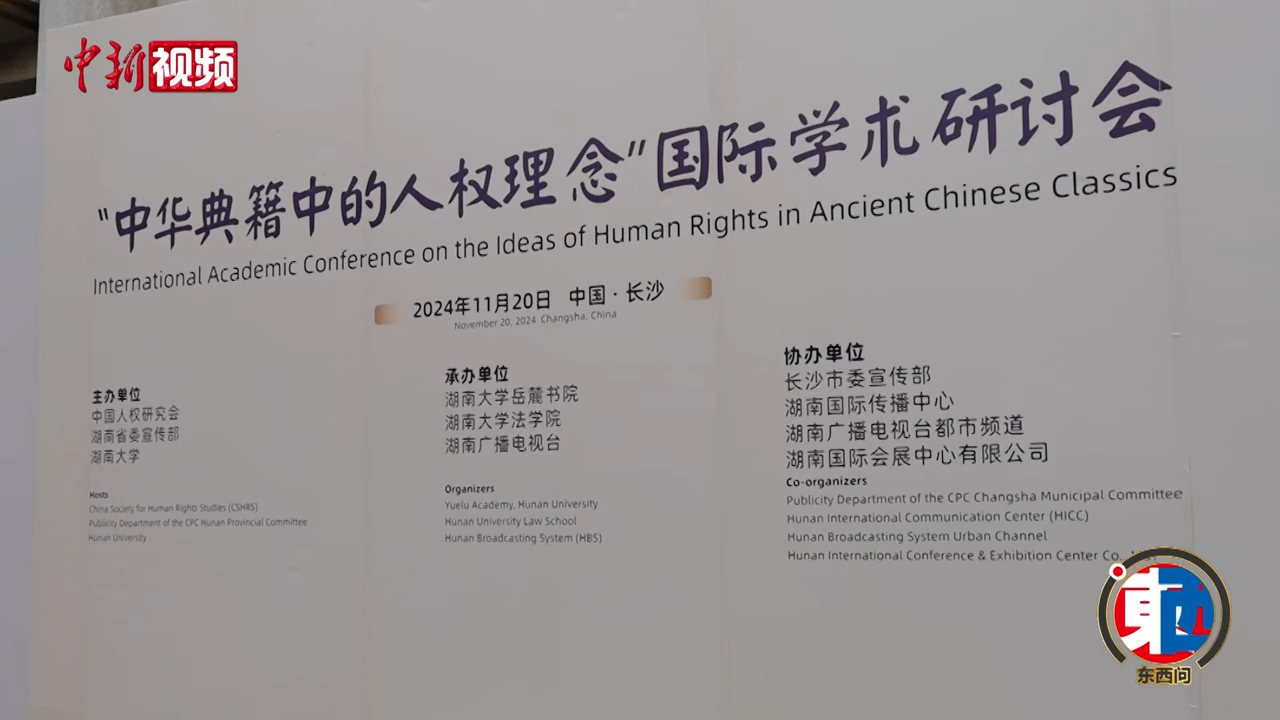 中新视频
“中华典籍中的人权理念”国际学术研讨会
International Academic Conference on the Ideas of Human Rights in Ancient Chinese Classics
2024年11月20日 中国·长沙
November 20, 2024 Changsha, China
主办单位
中国人权研究会
湖南省委宣传部
湖南大学
Hosts
China Society for Human Rights Studies (CSHRS)
Publicity Department of the CPC Hunan Provincial Committee
Hunan University
承办单位
湖南大学岳麓书院
湖南大学法学院
湖南广播电视台
Organizers
Yuelu Academy, Hunan University
Hunan University Law School
Hunan Broadcasting System (HBS)
协办单位
长沙市委宣传部
湖南国际传播中心
湖南广播电视台都市频道
湖南国际会展中心有限公司
Co-organizers
Publicity Department of the CPC Changsha Municipal Committee
Hunan International Communication Center (HICC)
Hunan Broadcasting System Urban Channel
Hunan International Conference & Exhibition Center Co.,
東
东西问